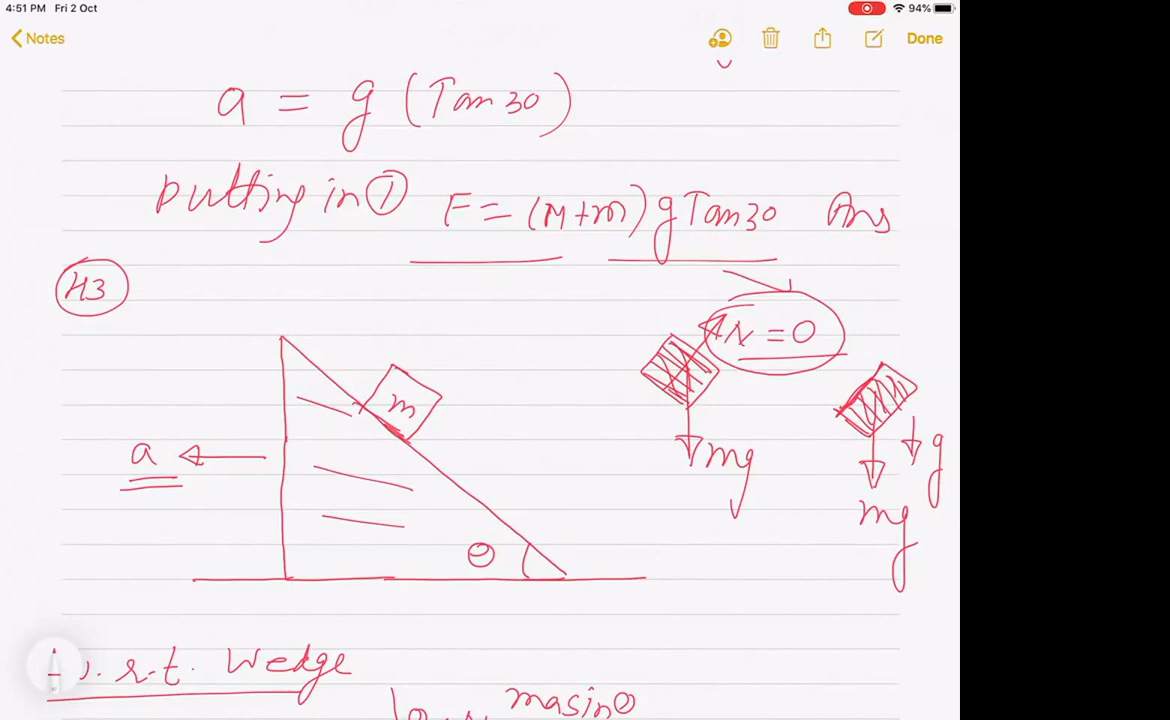 4:51 PM Fri 2 Oct 94%
Notes Done
a = g (Tan 30)
putting in ① F = (M+m) g Tan 30 Ans
H3
N = 0
m
a
mg
g
mg
θ
w.r.t. Wedge
masinθ